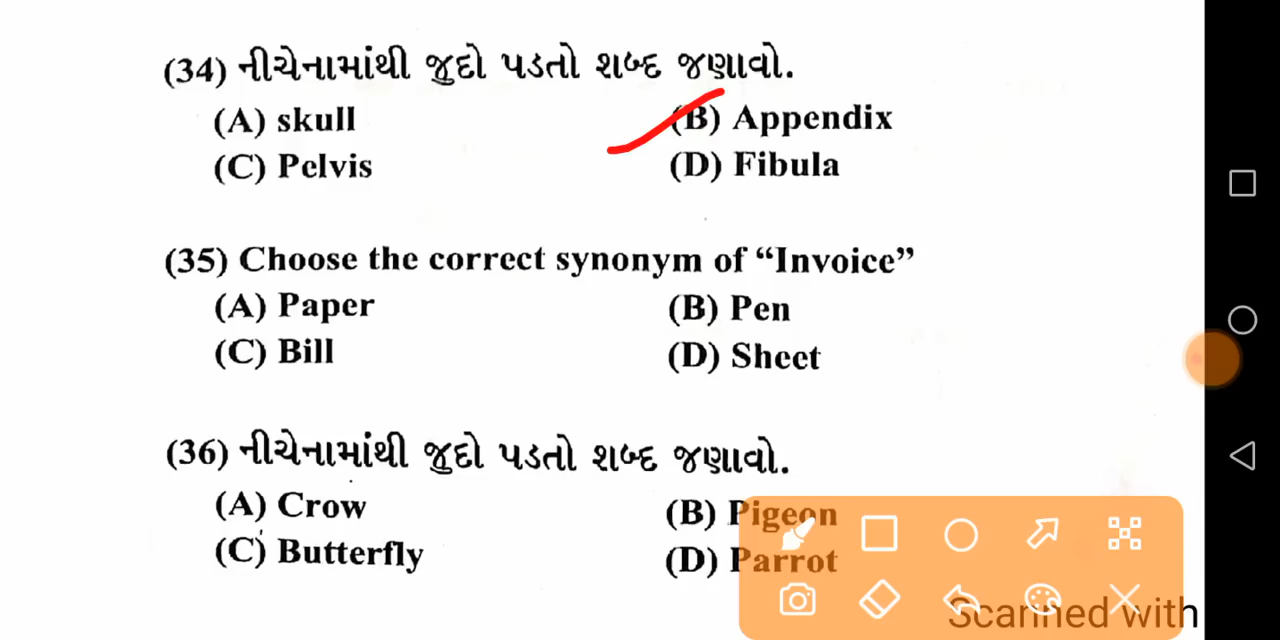 (34) નીચેનામાંથી જુદો પડતો શબ્દ જણાવો.
(A) skull (B) Appendix
(C) Pelvis (D) Fibula
(35) Choose the correct synonym of “Invoice”
(A) Paper (B) Pen
(C) Bill (D) Sheet
(36) નીચેનામાંથી જુદો પડતો શબ્દ જણાવો.
(A) Crow (B) Pigeon
(C) Butterfly (D) Parrot
Scanned with